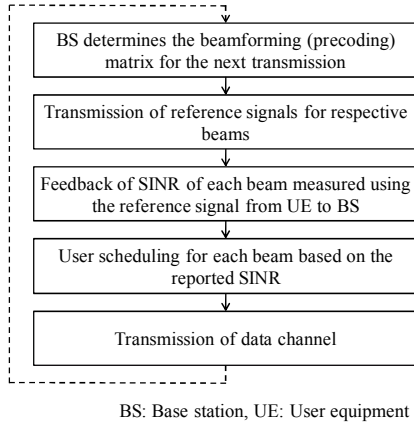 BS determines the beamforming (precoding)
matrix for the next transmission
Transmission of reference signals for respective
beams
Feedback of SINR of each beam measured using
the reference signal from UE to BS
User scheduling for each beam based on the
reported SINR
Transmission of data channel
BS: Base station, UE: User equipment